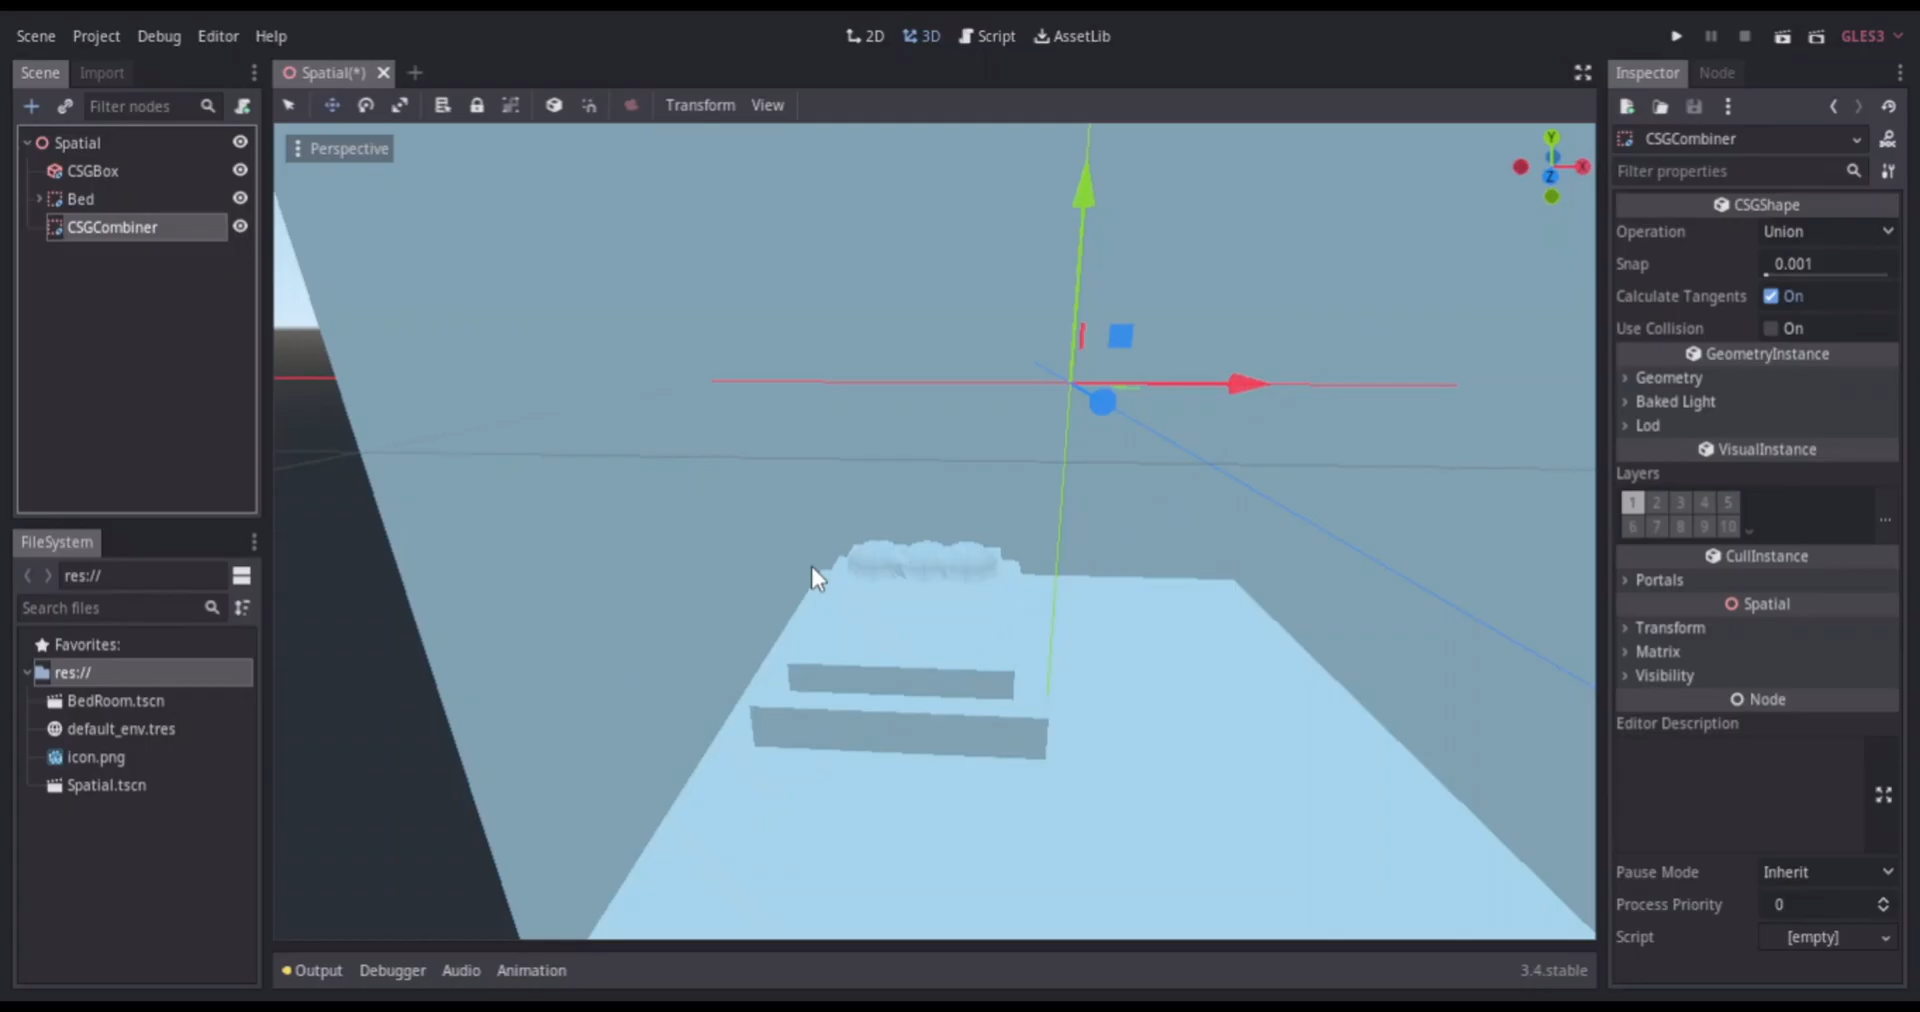 Scene Project Debug Editor Help
2D 3D Script AssetLib
GLES3
Scene Import
Filter nodes
Spatial
CSGBox
Bed
CSGCombiner
FileSystem
res://
Search files
Favorites:
res://
BedRoom.tscn
default_env.tres
icon.png
Spatial.tscn
Spatial(*)
Transform View
Perspective
Y
X
Z
Output Debugger Audio Animation
3.4.stable
Inspector Node
CSGCombiner
Filter properties
CSGShape
Operation Union
Snap 0.001
Calculate Tangents On
Use Collision On
GeometryInstance
Geometry
Baked Light
Lod
VisualInstance
Layers
1 2 3 4 5
6 7 8 9 10
...
CullInstance
Portals
Spatial
Transform
Matrix
Visibility
Node
Editor Description
Pause Mode Inherit
Process Priority 0
Script [empty]